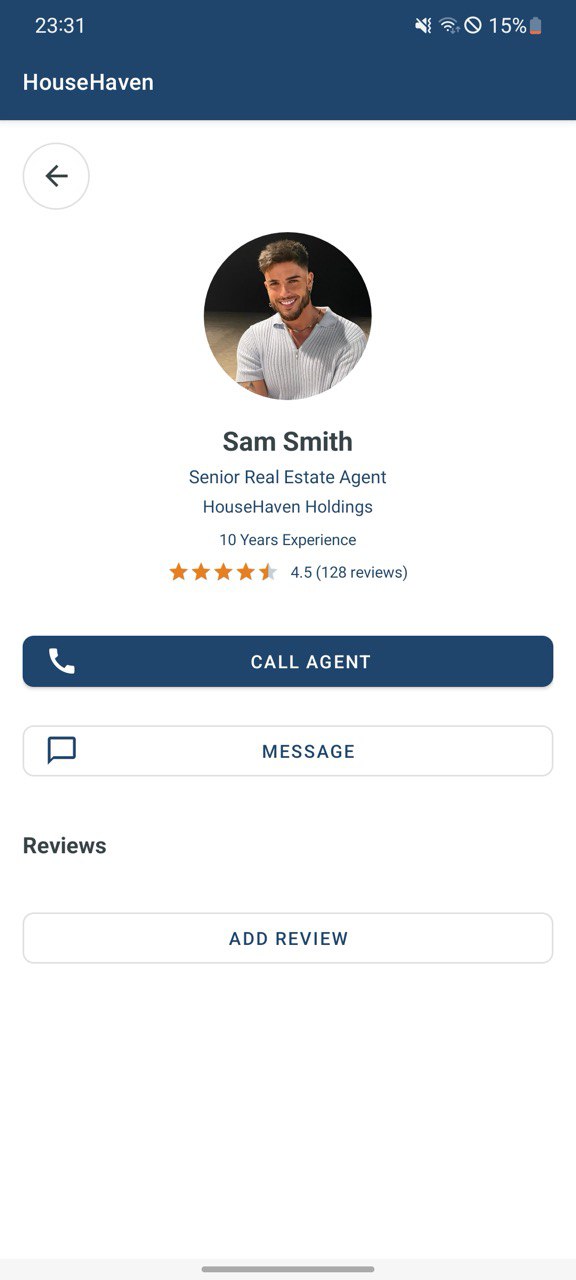 23:31
15%
HouseHaven
Sam Smith
Senior Real Estate Agent
HouseHaven Holdings
10 Years Experience
4.5 (128 reviews)
CALL AGENT
MESSAGE
Reviews
ADD REVIEW